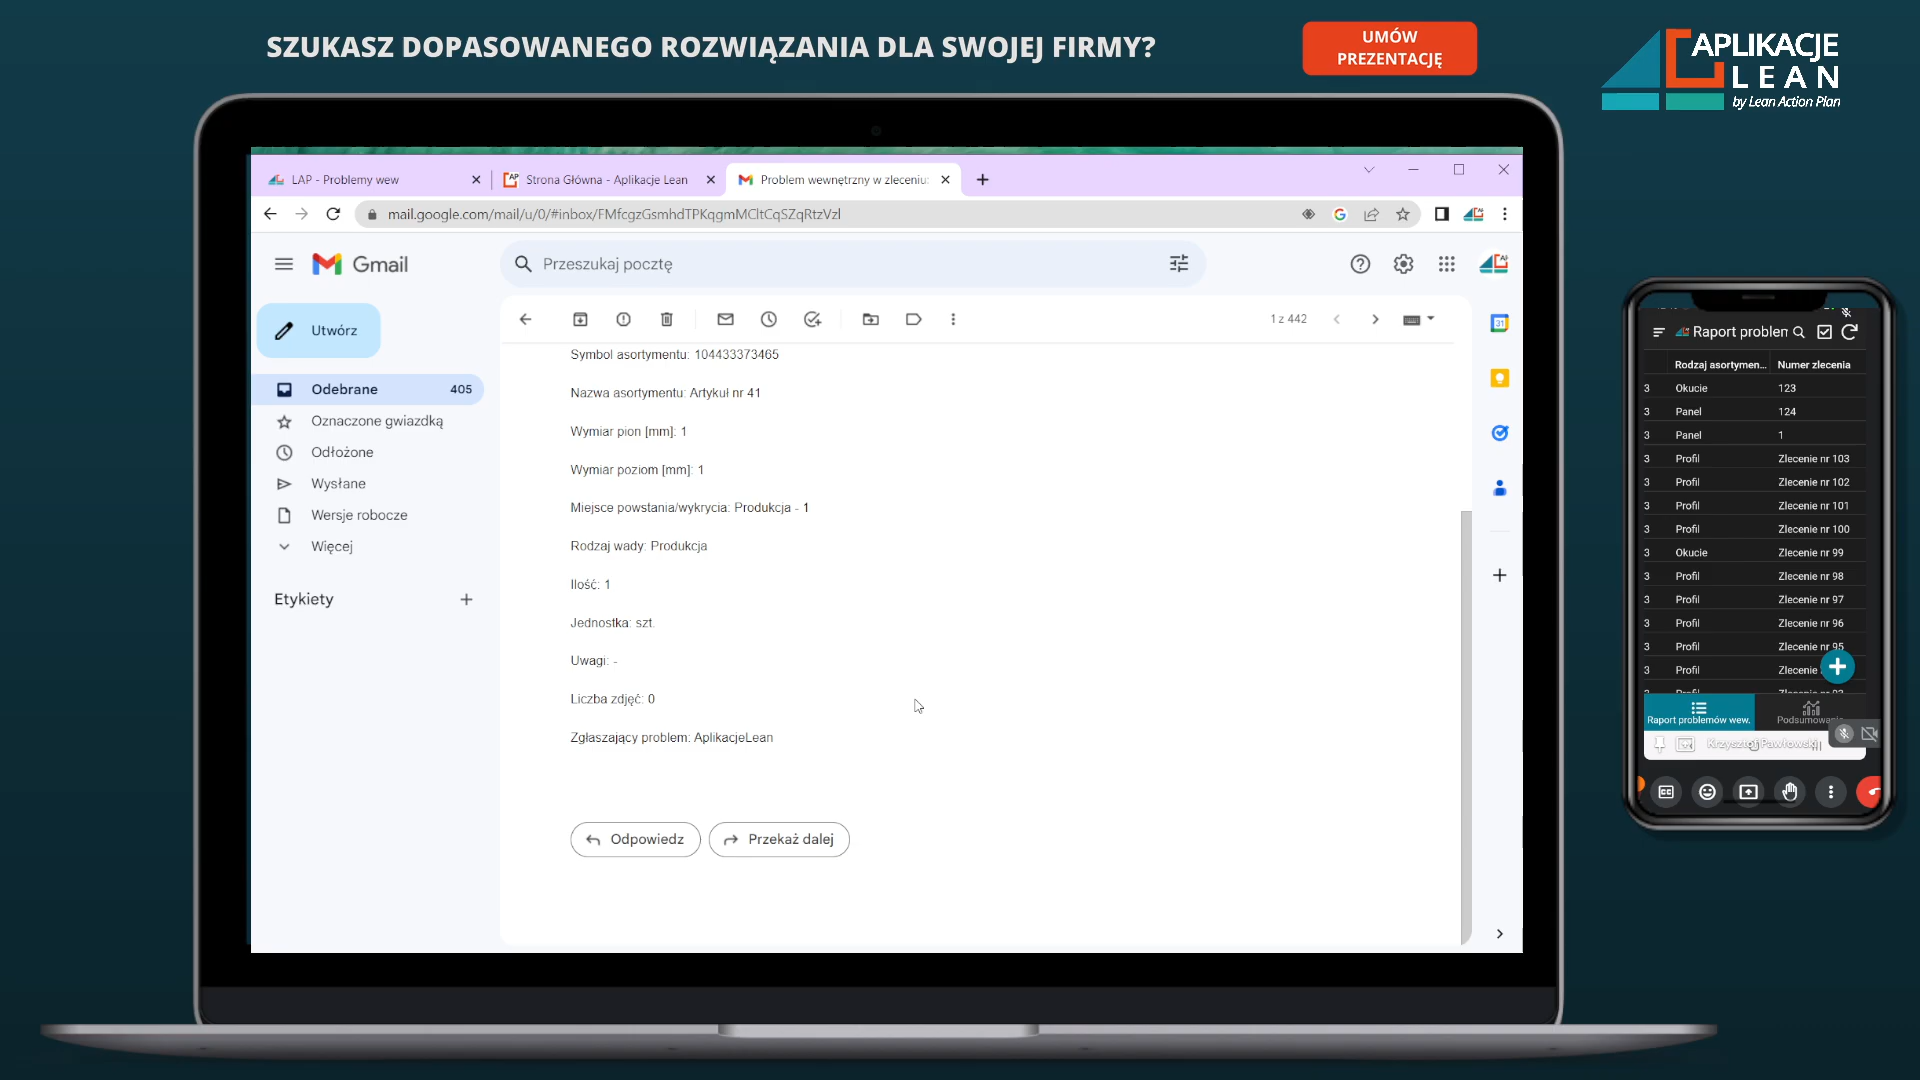 SZUKASZ DOPASOWANEGO ROZWIĄZANIA DLA SWOJEJ FIRMY?
UMÓW
PREZENTACJĘ
APLIKACJE
LEAN
by Lean Action Plan
LAP - Problemy wew
Strona Główna - Aplikacje Lean
Problem wewnętrzny w zleceniu:
mail.google.com/mail/u/0/#inbox/FMfcgzGsmhdTPKqgmMCltCqSZqRtzVzl
Gmail
Przeszukaj pocztę
Utwórz
1 z 442
Odebrane 405
Oznaczone gwiazdką
Odłożone
Wysłane
Wersje robocze
Więcej
Etykiety
Symbol asortymentu: 104433373465
Nazwa asortymentu: Artykuł nr 41
Wymiar pion [mm]: 1
Wymiar poziom [mm]: 1
Miejsce powstania/wykrycia: Produkcja - 1
Rodzaj wady: Produkcja
Ilość: 1
Jednostka: szt.
Uwagi: -
Liczba zdjęć: 0
Zgłaszający problem: AplikacjeLean
Odpowiedz
Przekaż dalej
31
Raport problem
Rodzaj asortymen... Numer zlecenia
3 Okucie 123
3 Panel 124
3 Panel 1
3 Profil Zlecenie nr 103
3 Profil Zlecenie nr 102
3 Profil Zlecenie nr 101
3 Profil Zlecenie nr 100
3 Okucie Zlecenie nr 99
3 Profil Zlecenie nr 98
3 Profil Zlecenie nr 97
3 Profil Zlecenie nr 96
3 Profil Zlecenie nr 95
3 Profil Zlecenie
Raport problemów wew.
Podsumowanie
Krzysztof Pawłowski